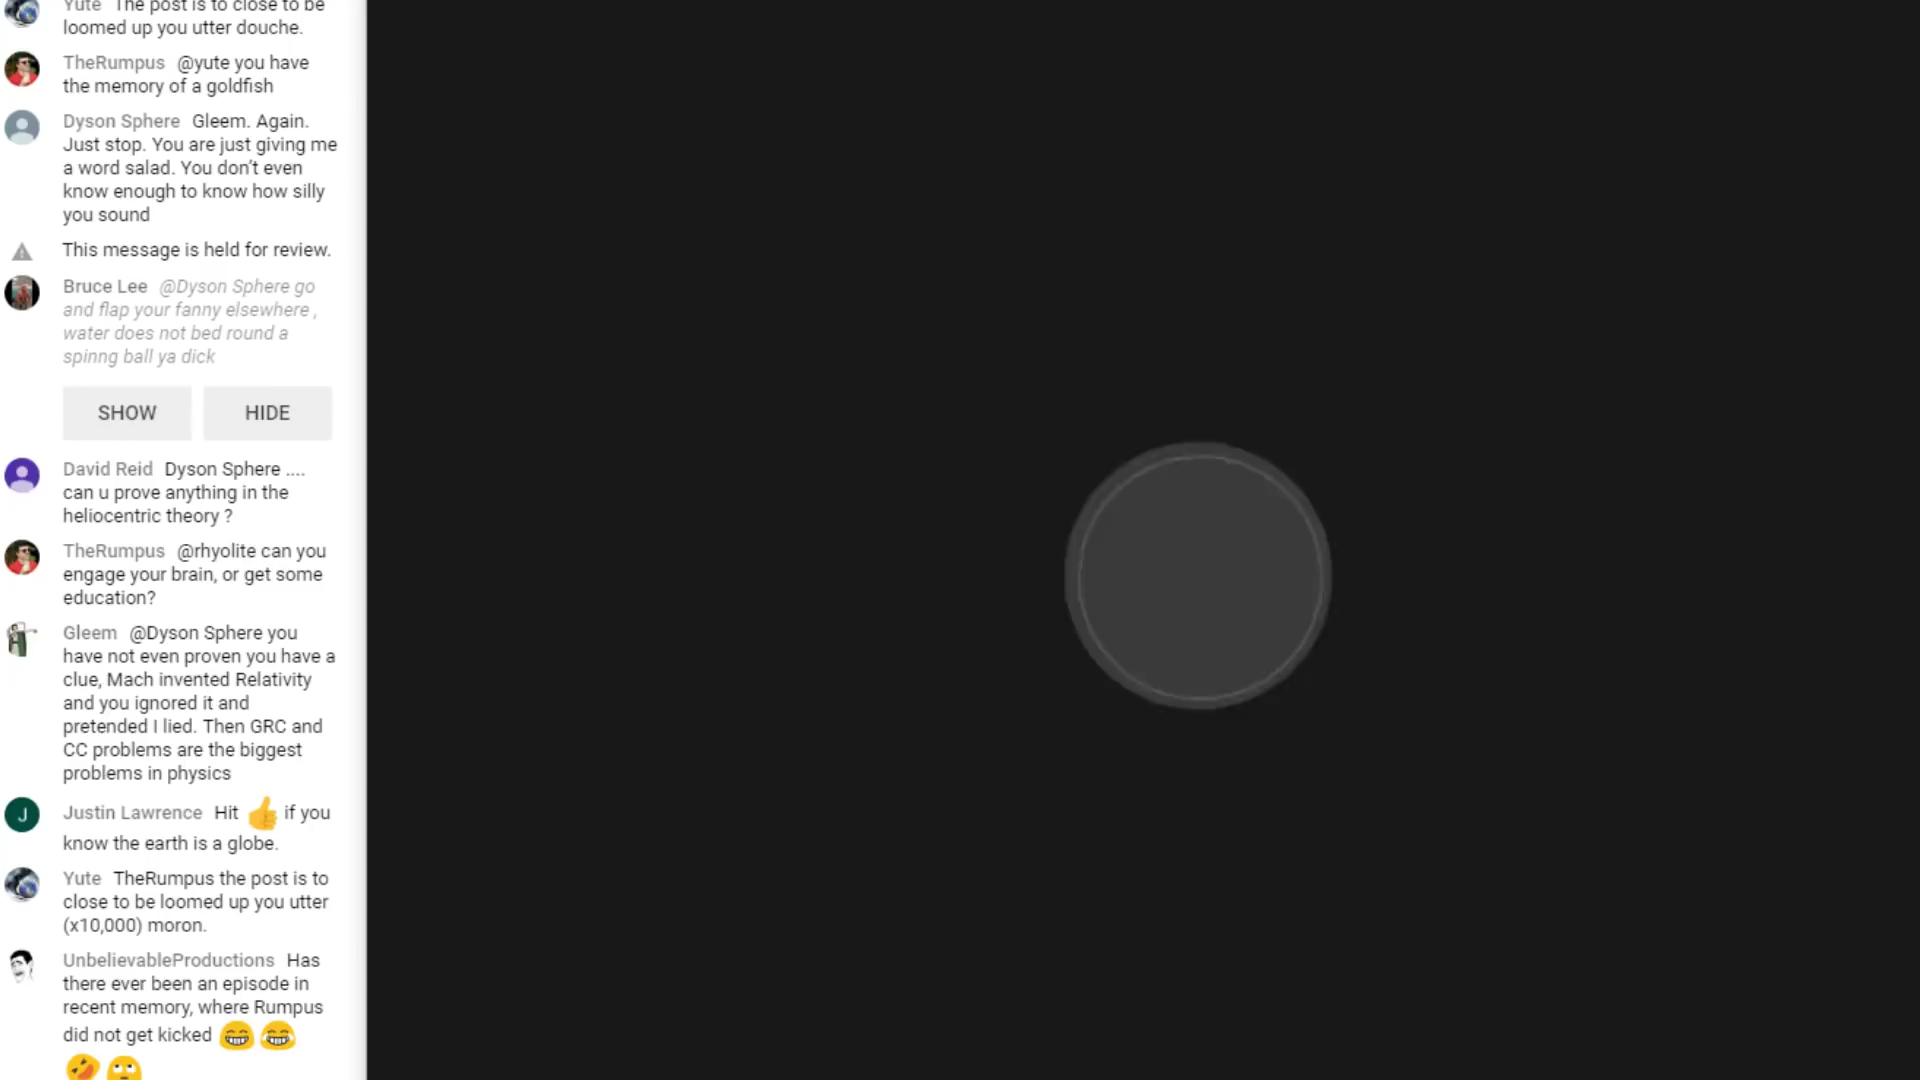 Yute The post is to close to be
loomed up you utter douche.
TheRumpus @yute you have
the memory of a goldfish
Dyson Sphere Gleem. Again.
Just stop. You are just giving me
a word salad. You don't even
know enough to know how silly
you sound
This message is held for review.
Bruce Lee @Dyson Sphere go
and flap your fanny elsewhere ,
water does not bed round a
spinng ball ya dick
SHOW HIDE
David Reid Dyson Sphere ....
can u prove anything in the
heliocentric theory ?
TheRumpus @rhyolite can you
engage your brain, or get some
education?
Gleem @Dyson Sphere you
have not even proven you have a
clue, Mach invented Relativity
and you ignored it and
pretended I lied. Then GRC and
CC problems are the biggest
problems in physics
J
Justin Lawrence Hit 👍 if you
know the earth is a globe.
Yute TheRumpus the post is to
close to be loomed up you utter
(x10,000) moron.
UnbelievableProductions Has
there ever been an episode in
recent memory, where Rumpus
did not get kicked 😁 😂
🤣 🙄